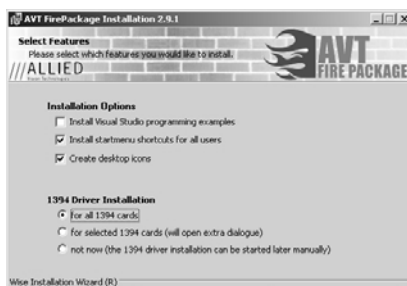 AVT FirePackage Installation 2.9.1
Select Features
Please select which features you would like to install.
///ALLIED
Vision Technologies
AVT
FIRE PACKAGE
Installation Options
Install Visual Studio programming examples
Install startmenu shortcuts for all users
Create desktop icons
1394 Driver Installation
for all 1394 cards
for selected 1394 cards (will open extra dialogue)
not now (the 1394 driver installation can be started later manually)
Wise Installation Wizard (R)